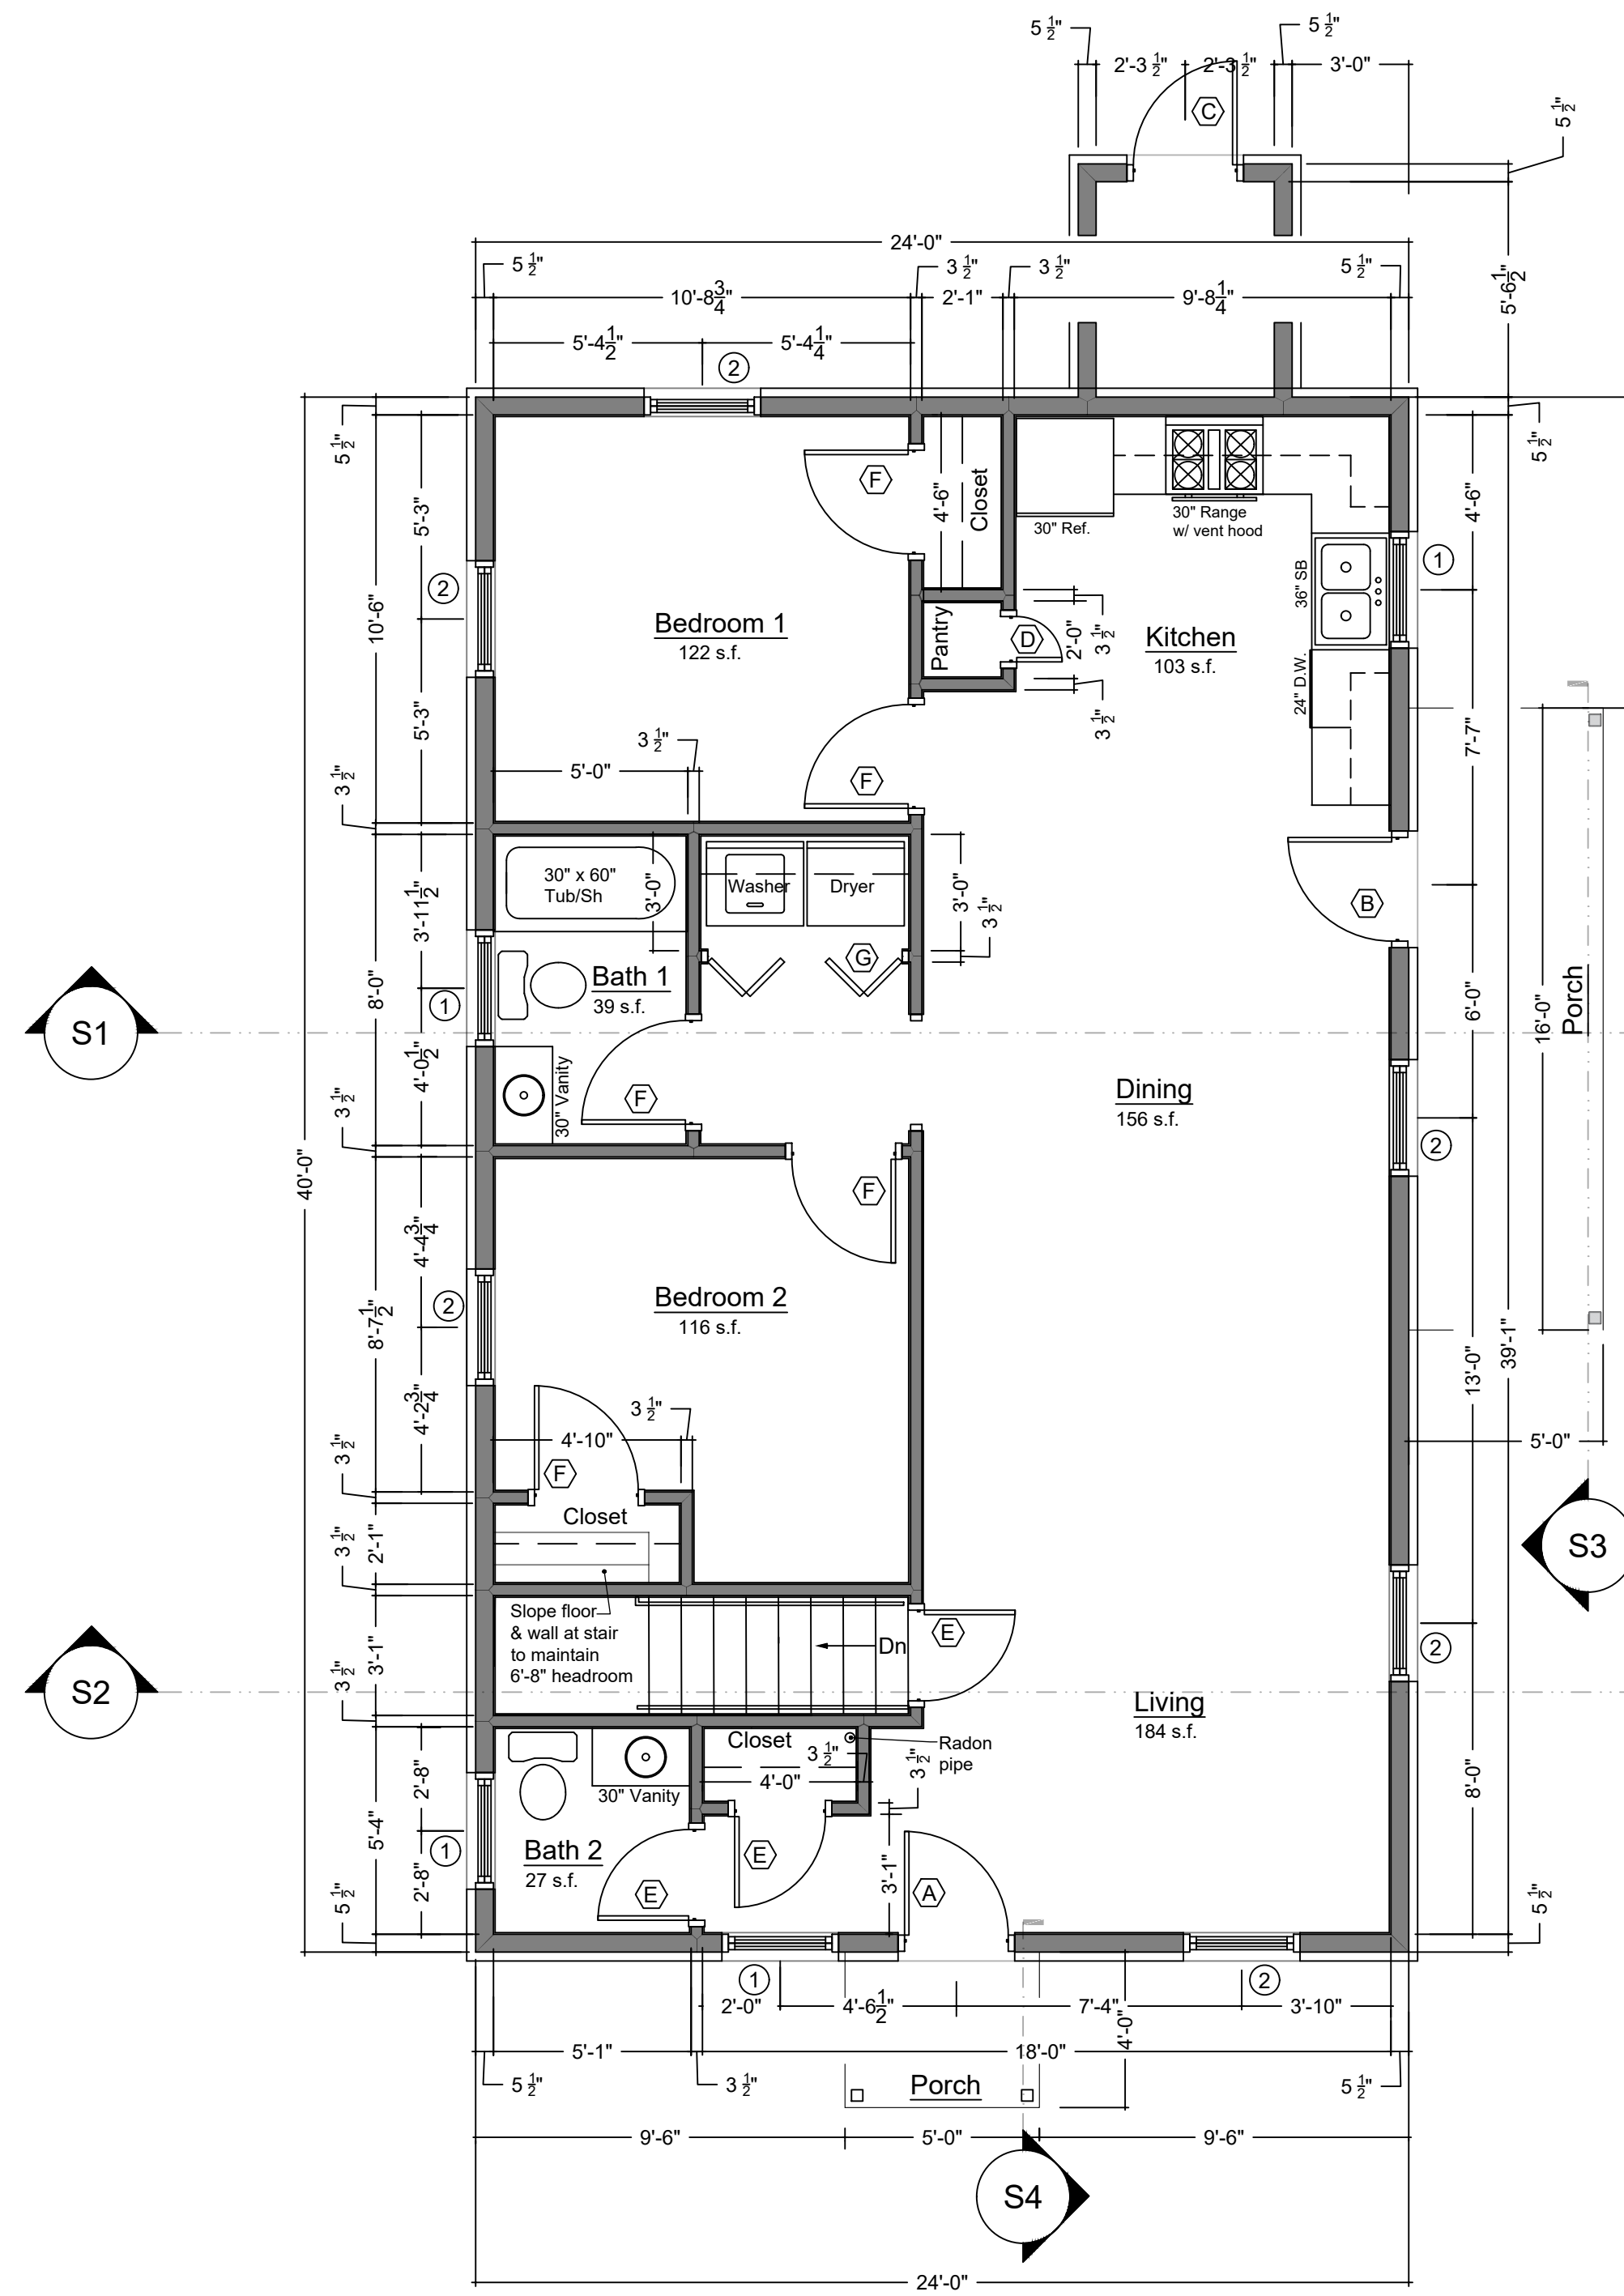 5 1/2"
5 1/2"
2'-3 1/2"
2'-3 1/2"
3'-0"
C
5 1/2"
24'-0"
5 1/2"
3 1/2"
3 1/2"
5 1/2"
10'-8 3/4"
2'-1"
9'-8 1/4"
5'-6 1/2"
5'-4 1/2"
5'-4 1/4"
2
5 1/2"
5 1/2"
F
4'-6"
Closet
30" Ref.
30" Range
w/ vent hood
4'-6"
5'-3"
2
10'-6"
36" SB
1
Bedroom 1
122 s.f.
Pantry
D
2'-0"
3 1/2"
Kitchen
103 s.f.
24" D.W.
3 1/2"
5'-3"
3 1/2"
7'-7"
3 1/2"
5'-0"
F
30" x 60"
Tub/Sh
3'-0"
Washer
Dryer
3'-0"
3 1/2"
B
3'-11 1/2"
G
Bath 1
39 s.f.
1
8'-0"
S1
6'-0"
16'-0"
Porch
4'-0 1/2"
3 1/2"
30" Vanity
F
Dining
156 s.f.
2
40'-0"
F
4'-4 3/4"
2
8'-7 1/2"
Bedroom 2
116 s.f.
39'-1"
13'-0"
4'-2 3/4"
3 1/2"
4'-10"
5'-0"
3 1/2"
F
Closet
3 1/2"
2'-1"
S3
Slope floor
& wall at stair
to maintain
6'-8" headroom
Dn
E
2
3'-1"
3 1/2"
S2
Living
184 s.f.
Closet
3 1/2"
4'-0"
3 1/2"
Radon
pipe
2'-8"
30" Vanity
8'-0"
5'-4"
1
Bath 2
27 s.f.
E
E
3'-1"
A
2'-8"
5 1/2"
5 1/2"
1
2
2'-0"
4'-6 1/2"
7'-4"
3'-10"
4'-0"
5'-1"
18'-0"
5 1/2"
3 1/2"
Porch
5 1/2"
9'-6"
5'-0"
9'-6"
S4
24'-0"